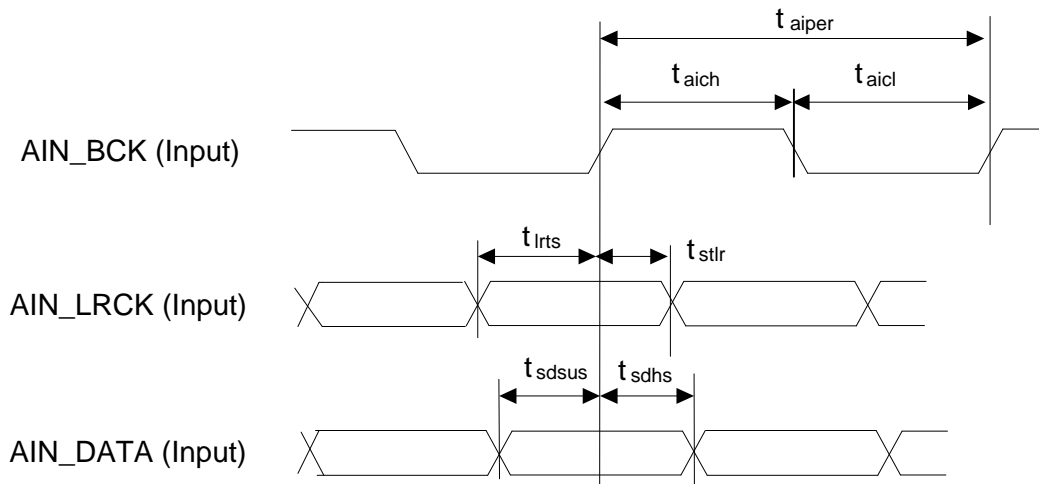 t aiper
t aich
t aicl
AIN_BCK (Input)
t lrts
t stlr
AIN_LRCK (Input)
t sdsus
t sdhs
AIN_DATA (Input)